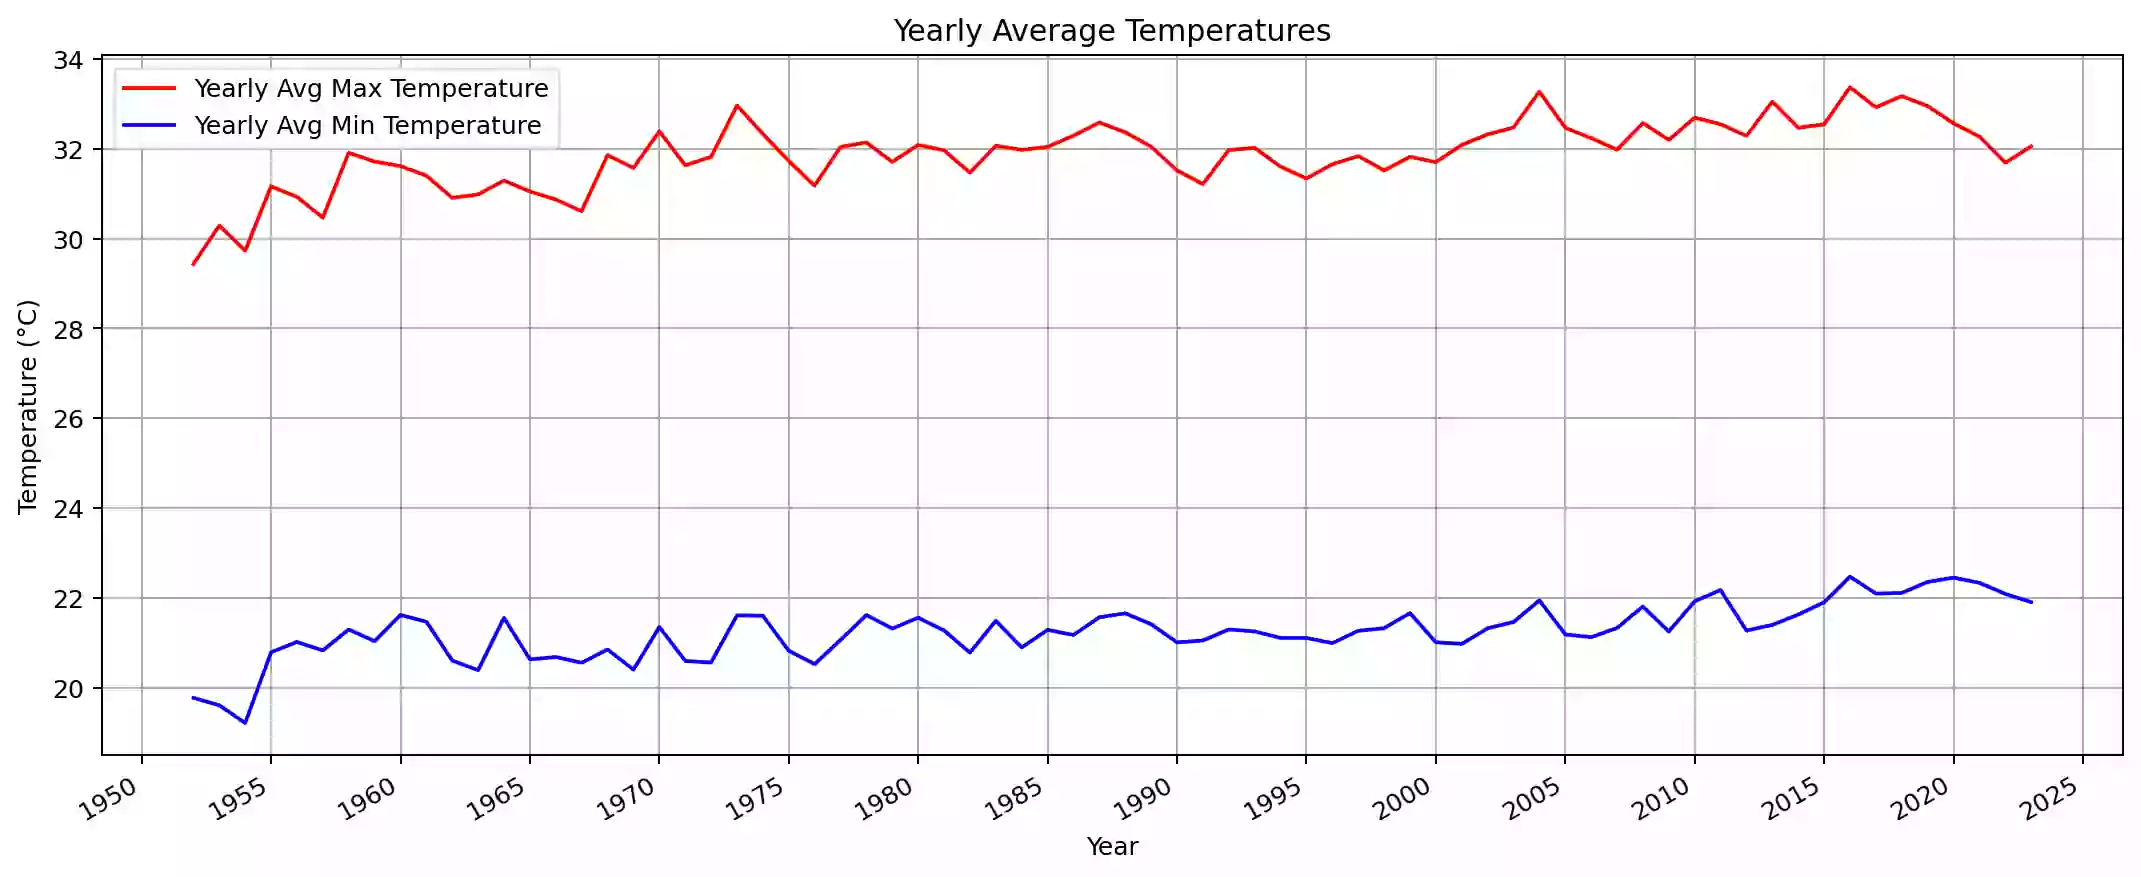 Yearly Average Temperatures
34
Yearly Avg Max Temperature
Yearly Avg Min Temperature
32
30
28
26
24
22
20
Temperature (°C)
1950 1955 1960 1965 1970 1975 1980 1985 1990 1995 2000 2005 2010 2015 2020 2025
Year